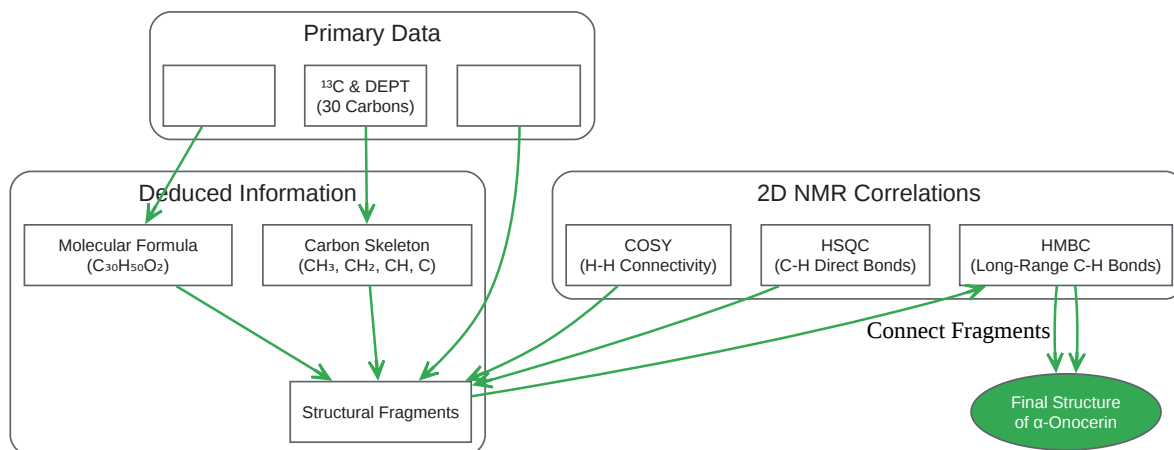 Primary Data
¹³C & DEPT
(30 Carbons)
Deduced Information
2D NMR Correlations
Molecular Formula
(C₃₀H₅₀O₂)
Carbon Skeleton
(CH₃, CH₂, CH, C)
COSY
(H-H Connectivity)
HSQC
(C-H Direct Bonds)
HMBC
(Long-Range C-H Bonds)
Connect Fragments
Structural Fragments
Final Structure
of α-Onocerin